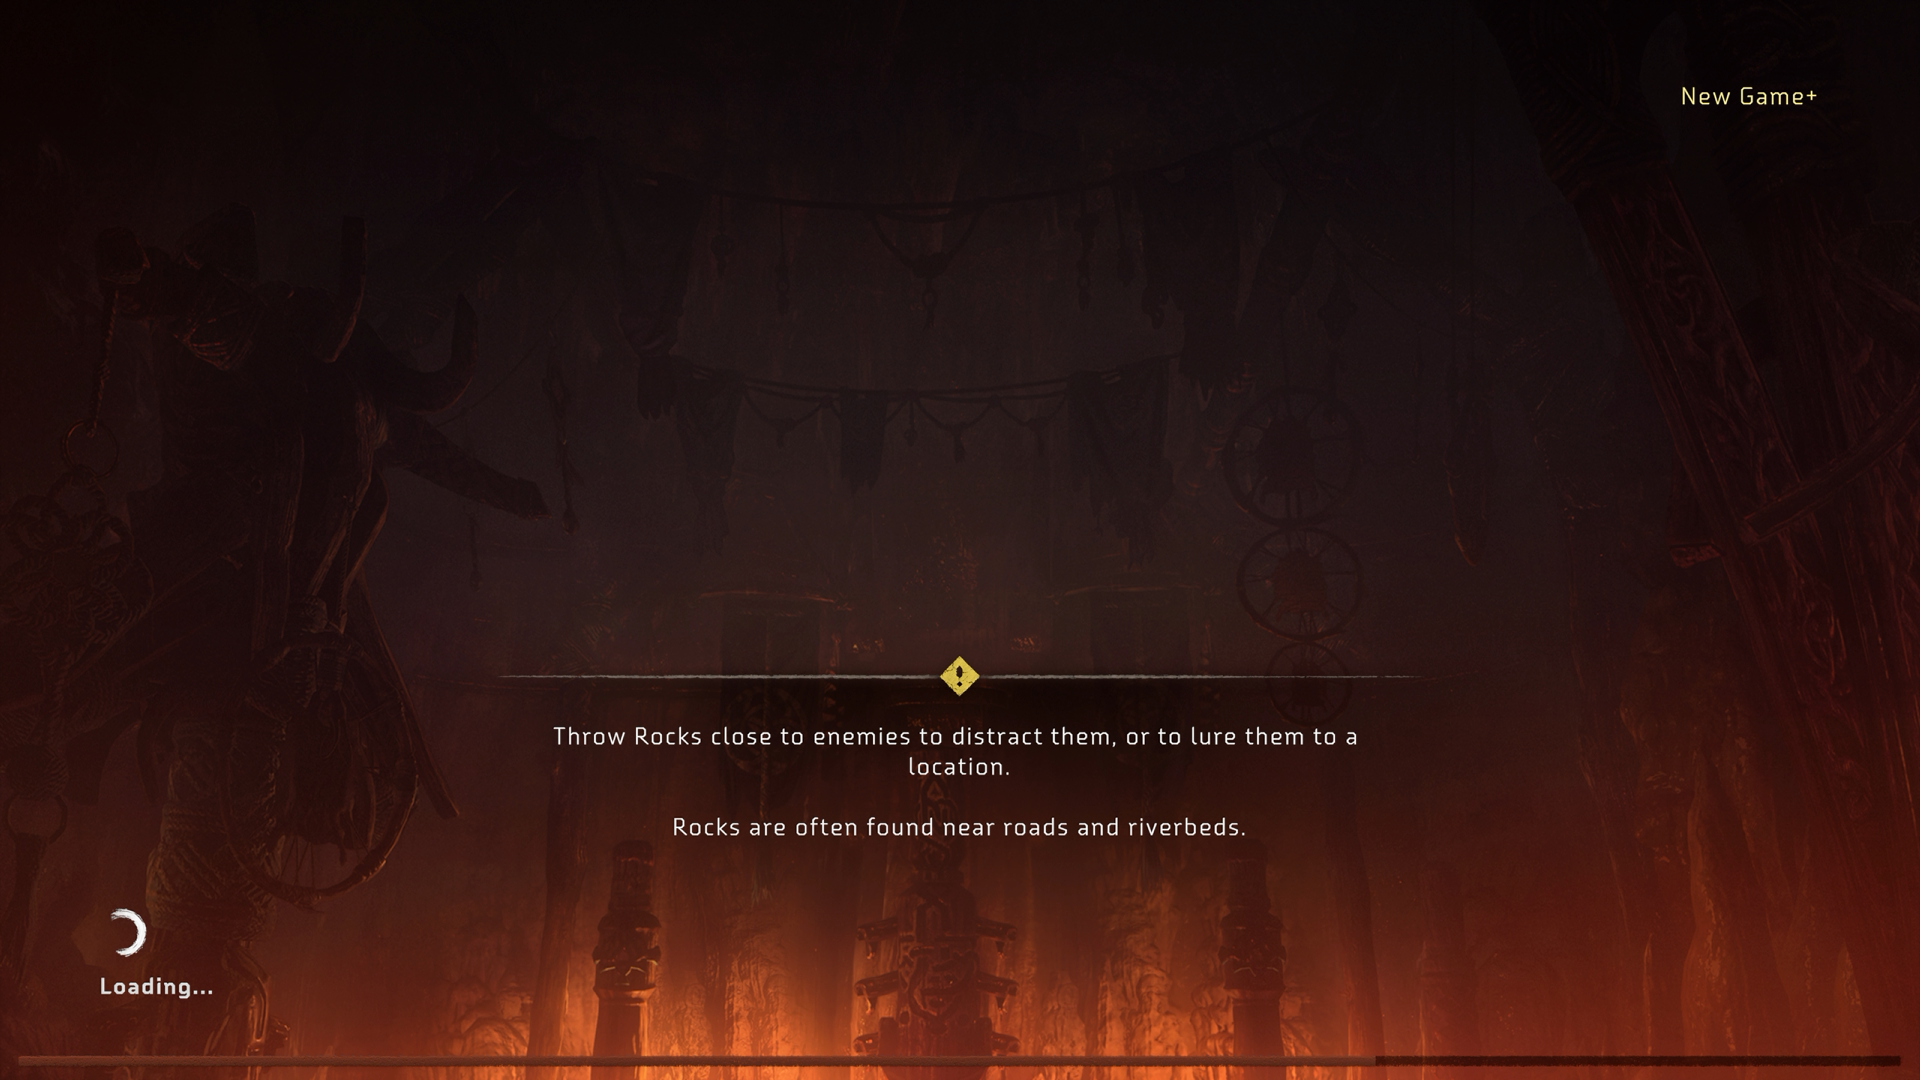 New Game+
Throw Rocks close to enemies to distract them, or to lure them to a
location.
Rocks are often found near roads and riverbeds.
Loading...